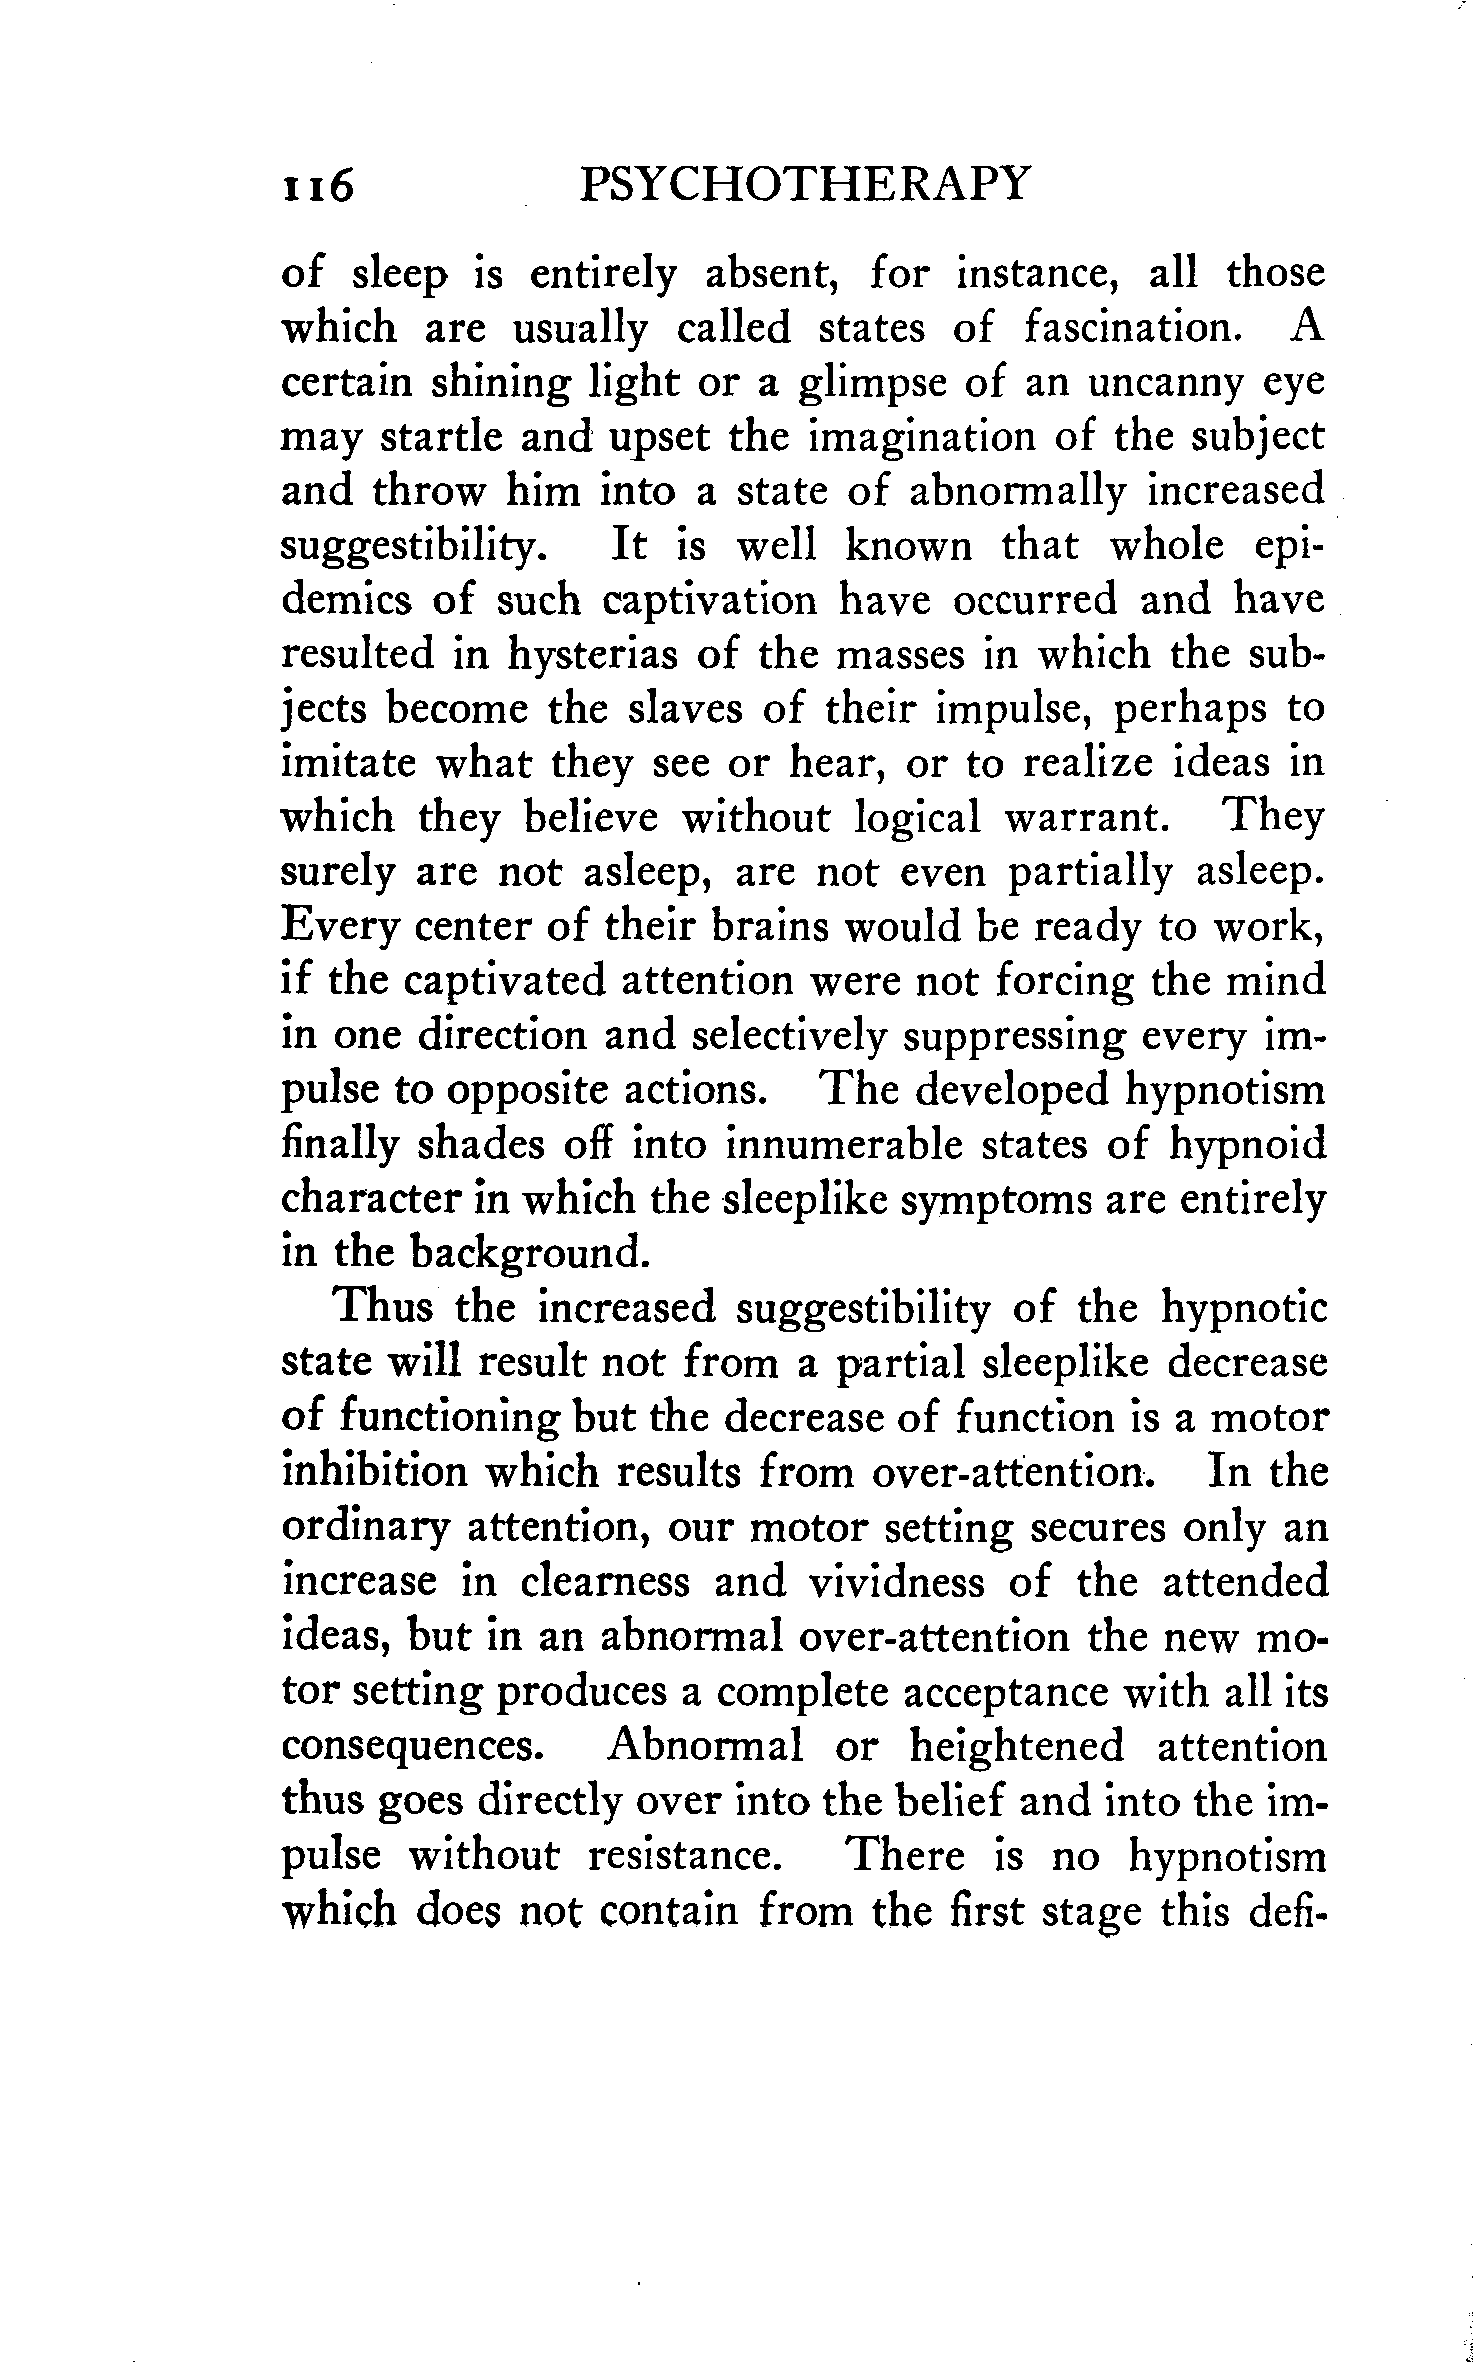 116 PSYCHOTHERAPY
of sleep is entirely absent, for instance, all those
which are usually called states of fascination. A
certain shining light or a glimpse of an uncanny eye
may startle and upset the imagination of the subject
and throw him into a state of abnormally increased
suggestibility. It is well known that whole epi-
demics of such captivation have occurred and have
resulted in hysterias of the masses in which the sub-
jects become the slaves of their impulse, perhaps to
imitate what they see or hear, or to realize ideas in
which they believe without logical warrant. They
surely are not asleep, are not even partially asleep.
Every center of their brains would be ready to work,
if the captivated attention were not forcing the mind
in one direction and selectively suppressing every im-
pulse to opposite actions. The developed hypnotism
finally shades off into innumerable states of hypnoid
character in which the sleeplike symptoms are entirely
in the background.
Thus the increased suggestibility of the hypnotic
state will result not from a partial sleeplike decrease
of functioning but the decrease of function is a motor
inhibition which results from over-attention. In the
ordinary attention, our motor setting secures only an
increase in clearness and vividness of the attended
ideas, but in an abnormal over-attention the new mo-
tor setting produces a complete acceptance with all its
consequences. Abnormal or heightened attention
thus goes directly over into the belief and into the im-
pulse without resistance. There is no hypnotism
which does not contain from the first stage this defi-